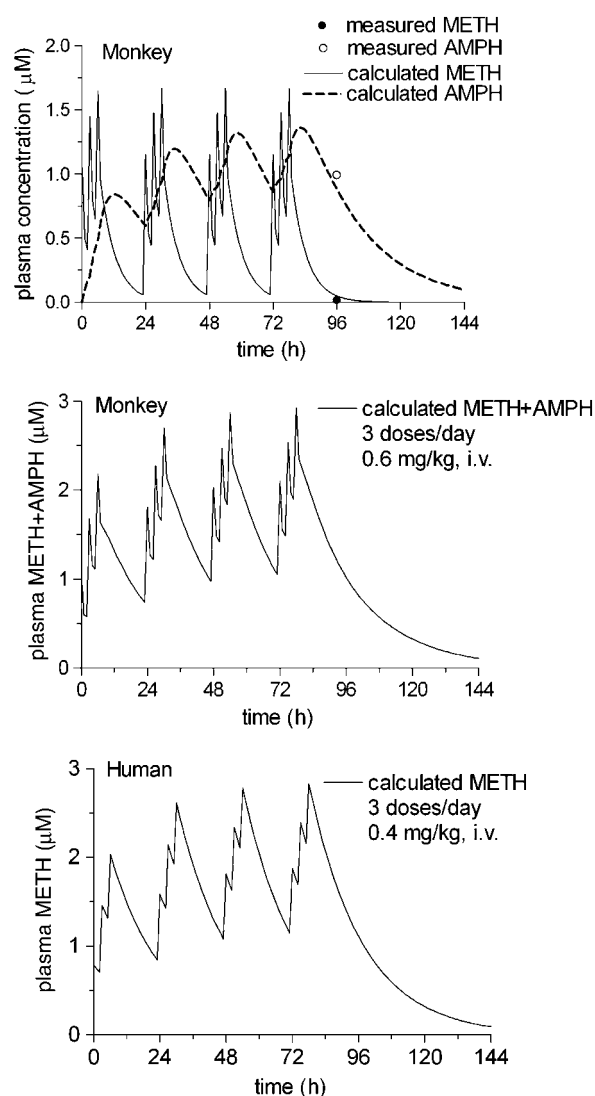 measured METH
measured AMPH
calculated METH
calculated AMPH
Monkey
plasma concentration ( μM)
2.0
1.5
1.0
0.5
0.0
0 24 48 72 96 120 144
time (h)
Monkey
calculated METH+AMPH
3 doses/day
0.6 mg/kg, i.v.
plasma METH+AMPH (μM)
3
2
1
0
0 24 48 72 96 120 144
time (h)
Human
calculated METH
3 doses/day
0.4 mg/kg, i.v.
plasma METH (μM)
3
2
1
0
0 24 48 72 96 120 144
time (h)